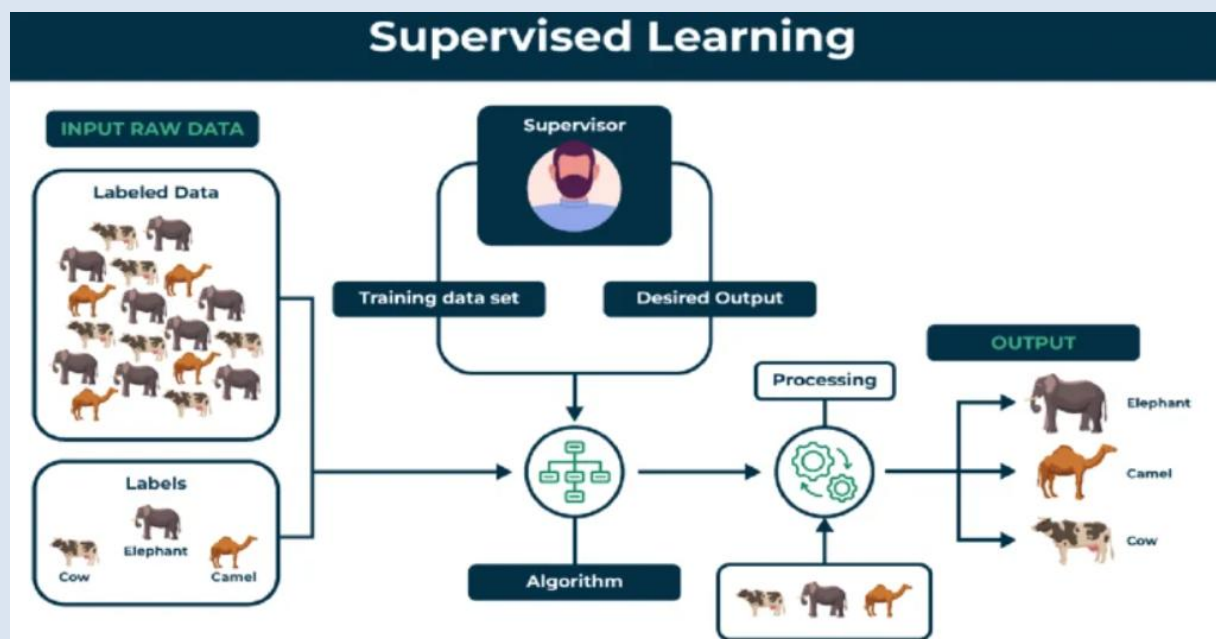 Supervised Learning
INPUT RAW DATA
Labeled Data
Labels
Elephant
Cow
Camel
Supervisor
Training data set
Desired Output
Algorithm
Processing
OUTPUT
Elephant
Camel
Cow